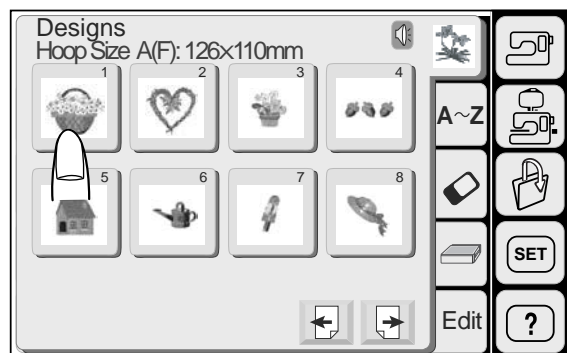 Designs
Hoop Size A(F): 126×110mm
1 2 3 4
A~Z
5 6 7 8
SET
Edit
?